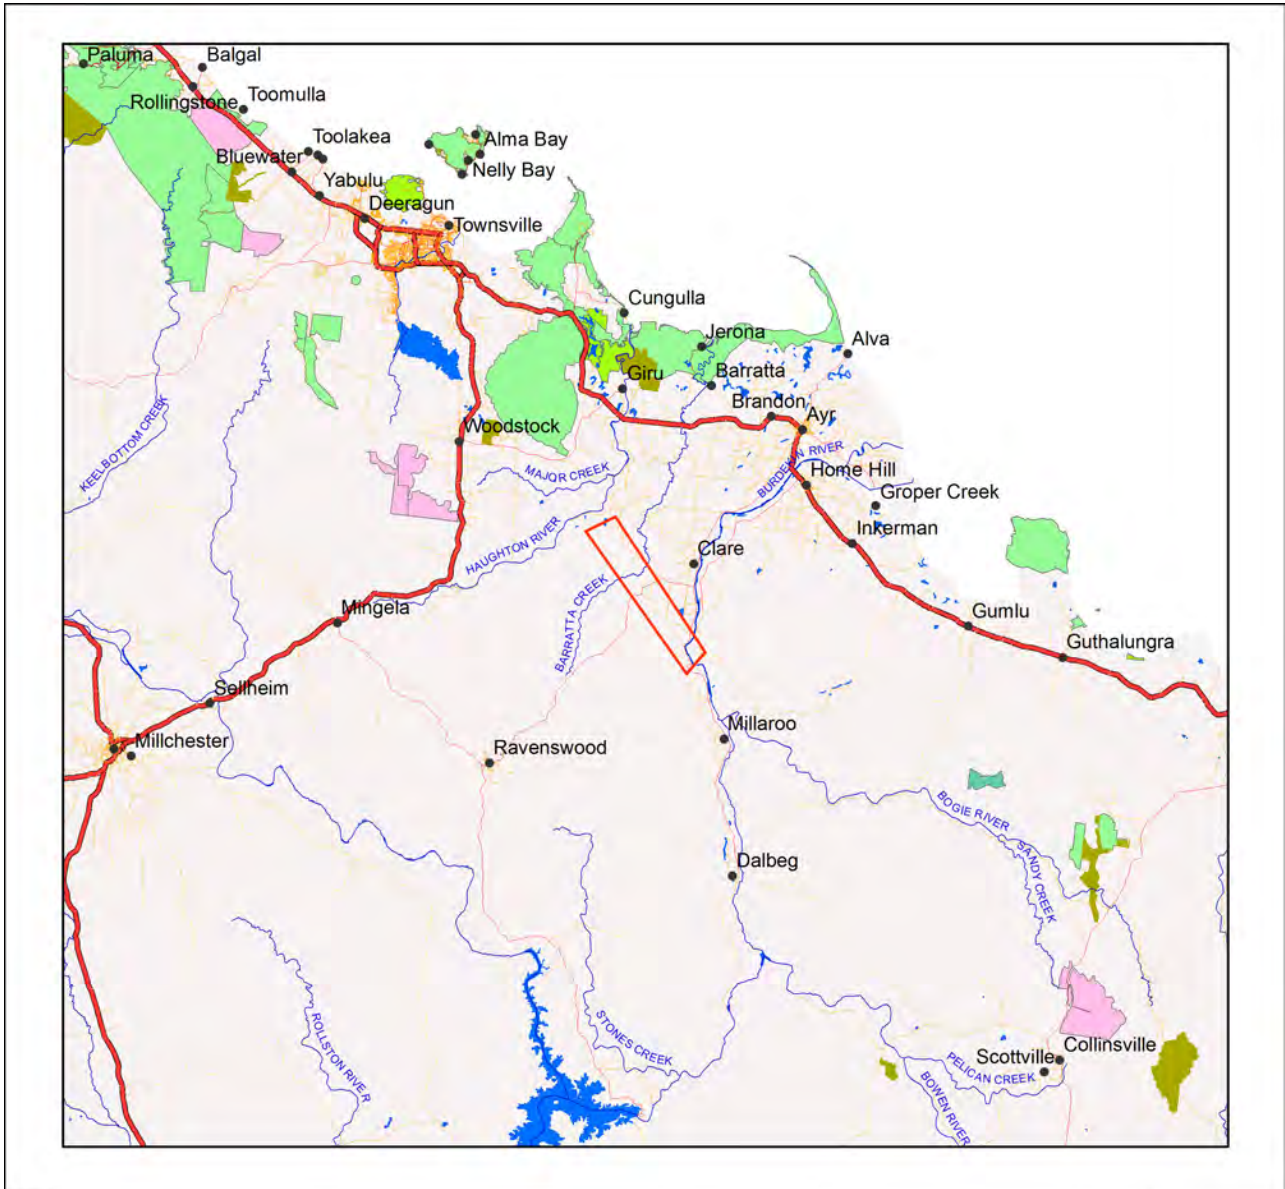 Paluma
Balgal
Rollingstone
Toomulla
Toolakea
Alma Bay
Bluewater
Nelly Bay
Yabulu
Deeragun
Townsville
Cungulla
Jerona
Alva
Giru
Barratta
Brandon
Ayr
KEELBOTTOM CREEK
Woodstock
MAJOR CREEK
BURDEKIN RIVER
Home Hill
Groper Creek
HAUGHTON RIVER
Inkerman
Clare
Mingela
BARRATTA CREEK
Gumlu
Guthalungra
Sellheim
Millchester
Ravenswood
Millaroo
BOGIE RIVER
SANDY CREEK
Dalbeg
ROLLSTON RIVER
STONES CREEK
Scottville
Collinsville
PELICAN CREEK
BOWEN RIVER